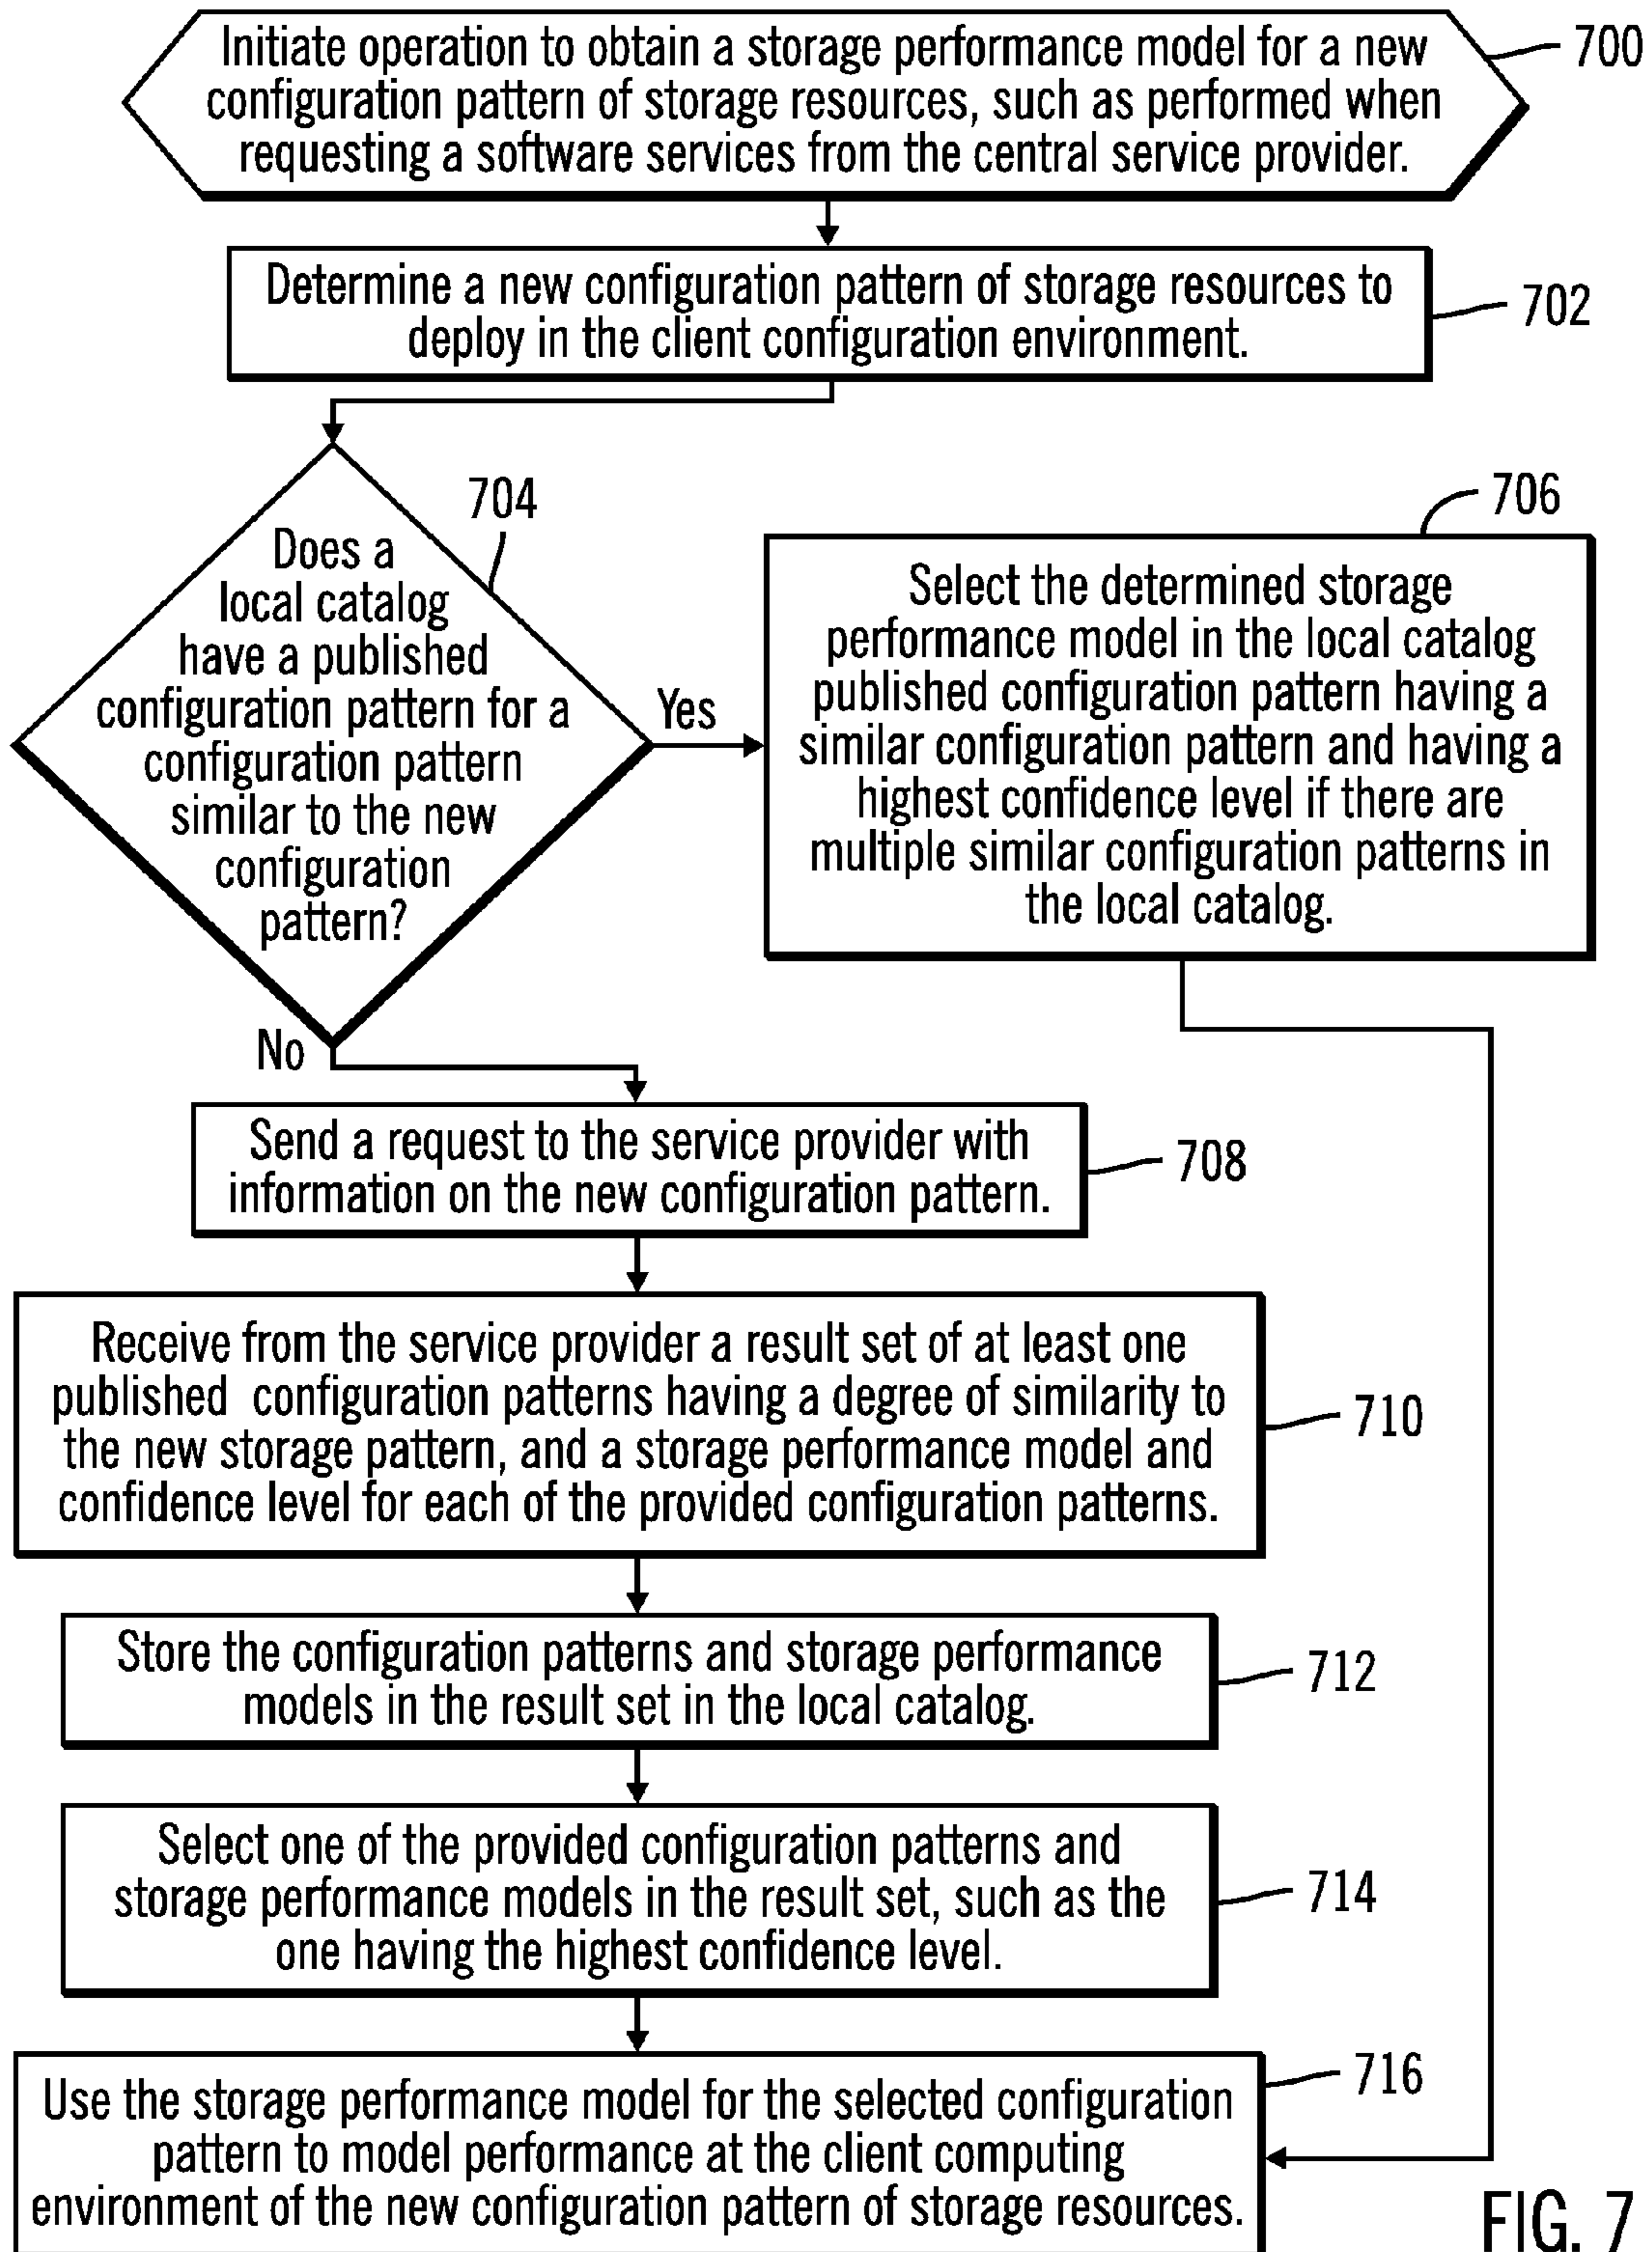 Initiate operation to obtain a storage performance model for a new
configuration pattern of storage resources, such as performed when
requesting a software services from the central service provider.
700
Determine a new configuration pattern of storage resources to
deploy in the client configuration environment.
702
704
Does a
local catalog
have a published
configuration pattern for a
configuration pattern
similar to the new
configuration
pattern?
Yes
706
Select the determined storage
performance model in the local catalog
published configuration pattern having a
similar configuration pattern and having a
highest confidence level if there are
multiple similar configuration patterns in
the local catalog.
No
Send a request to the service provider with
information on the new configuration pattern.
708
Receive from the service provider a result set of at least one
published configuration patterns having a degree of similarity to
the new storage pattern, and a storage performance model and
confidence level for each of the provided configuration patterns.
710
Store the configuration patterns and storage performance
models in the result set in the local catalog.
712
Select one of the provided configuration patterns and
storage performance models in the result set, such as the
one having the highest confidence level.
714
Use the storage performance model for the selected configuration
pattern to model performance at the client computing
environment of the new configuration pattern of storage resources.
716
FIG. 7